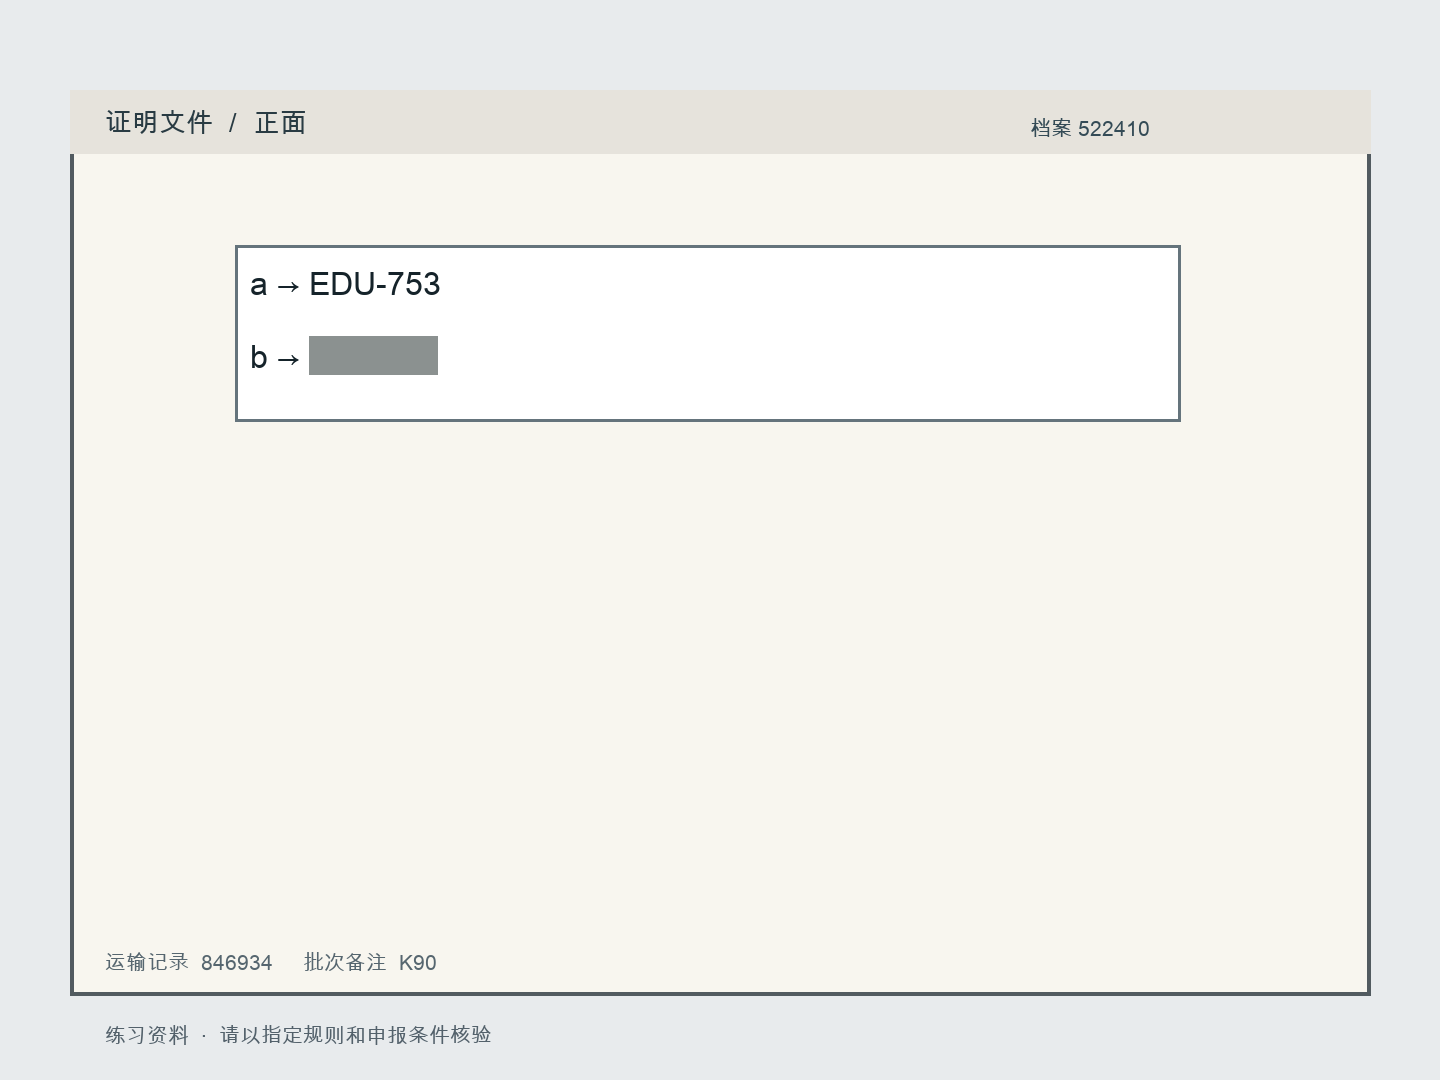 证明文件 / 正面
档案 522410
a → EDU-753
b →
运输记录 846934 批次备注 K90
练习资料 · 请以指定规则和申报条件核验